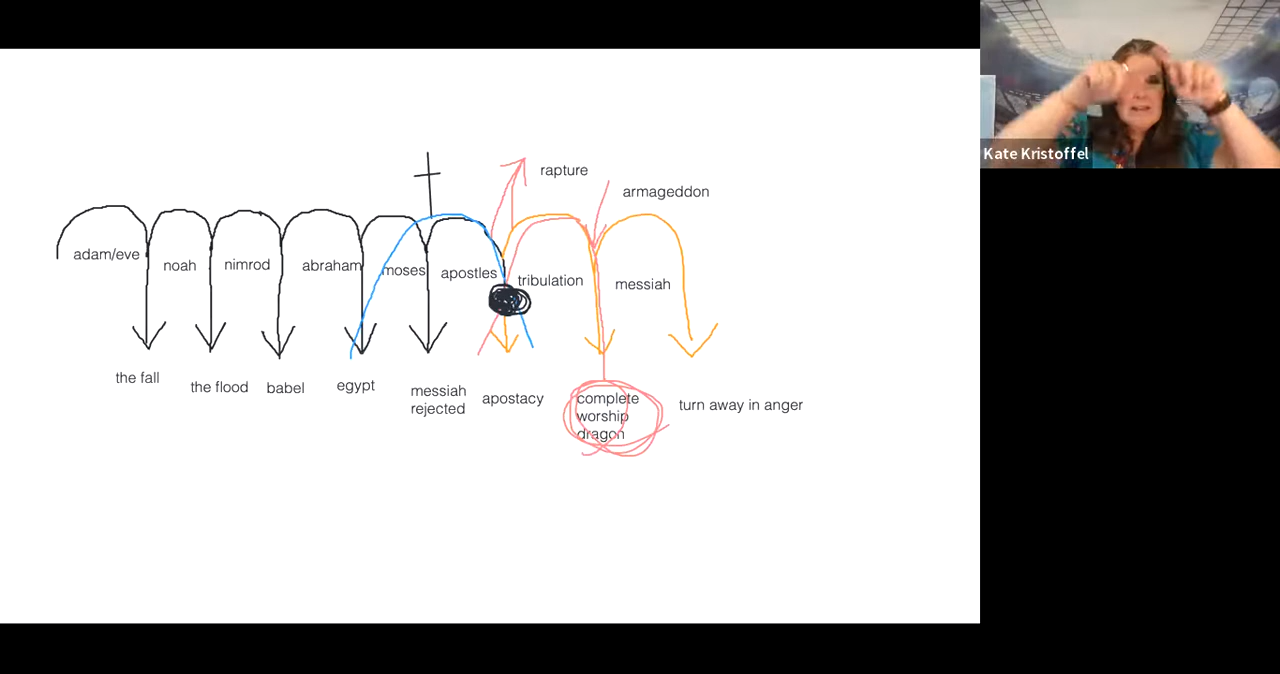 Kate Kristoffel
rapture
armageddon
adam/eve
noah
nimrod
abraham
moses
apostles
tribulation
messiah
the fall
the flood
babel
egypt
messiah
rejected
apostacy
complete
worship
dragon
turn away in anger